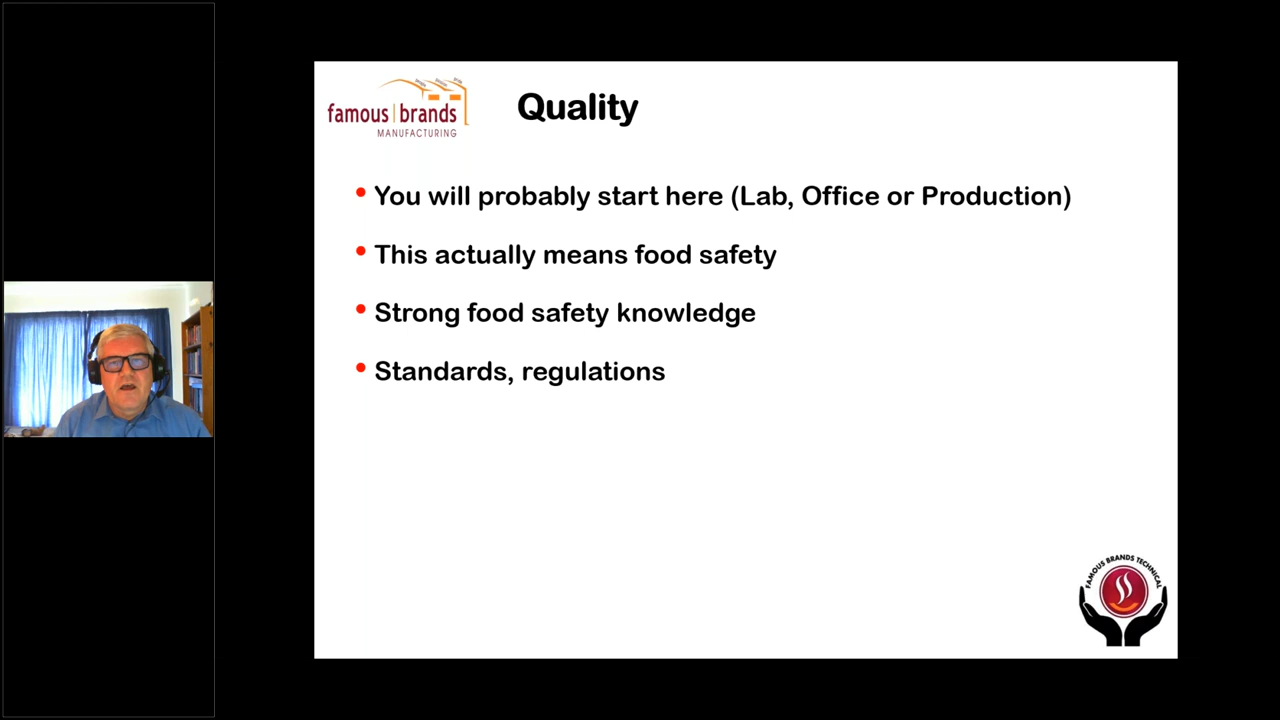 famous|brands
MANUFACTURING
Quality
• You will probably start here (Lab, Office or Production)
• This actually means food safety
• Strong food safety knowledge
• Standards, regulations
FAMOUS BRANDS TECHNICAL